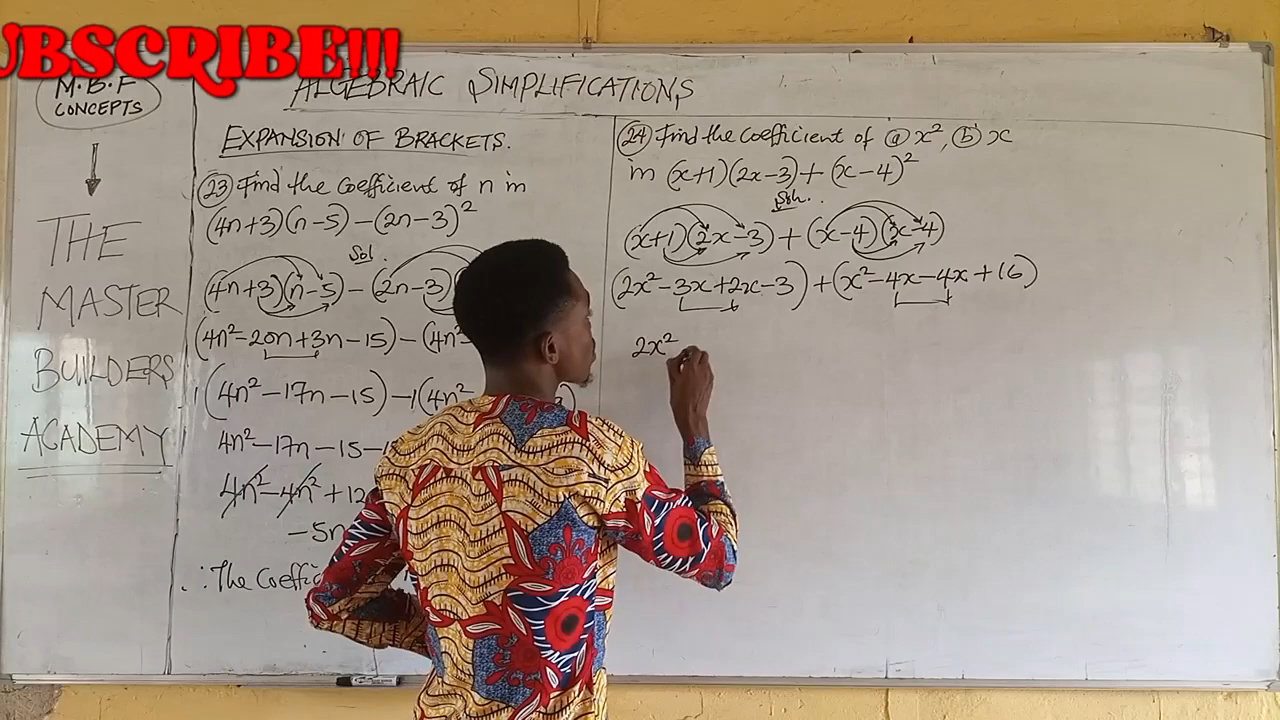 UBSCRIBE!!!
M.B.F
CONCEPTS
THE
MASTER
BUILDERS
ACADEMY
ALGEBRAIC SIMPLIFICATIONS
EXPANSION OF BRACKETS.
23 Find the coefficient of n in
(4n+3)(n-5)-(2n-3)²
Sol.
(4n+3)(n-5)-(2n-3)
(4n²-20n+3n-15)-(4n²
1(4n²-17n-15)-1(4n²
4n²-17n-15-
4n²-4n²+12
-5n
∴The Coeffic
24 Find the coefficient of ⓐ x², ⓑ x
in (x+1)(2x-3)+(x-4)²
Soln.
(x+1)(2x-3)+(x-4)(x-4)
(2x²-3x+2x-3)+(x²-4x-4x+16)
2x²